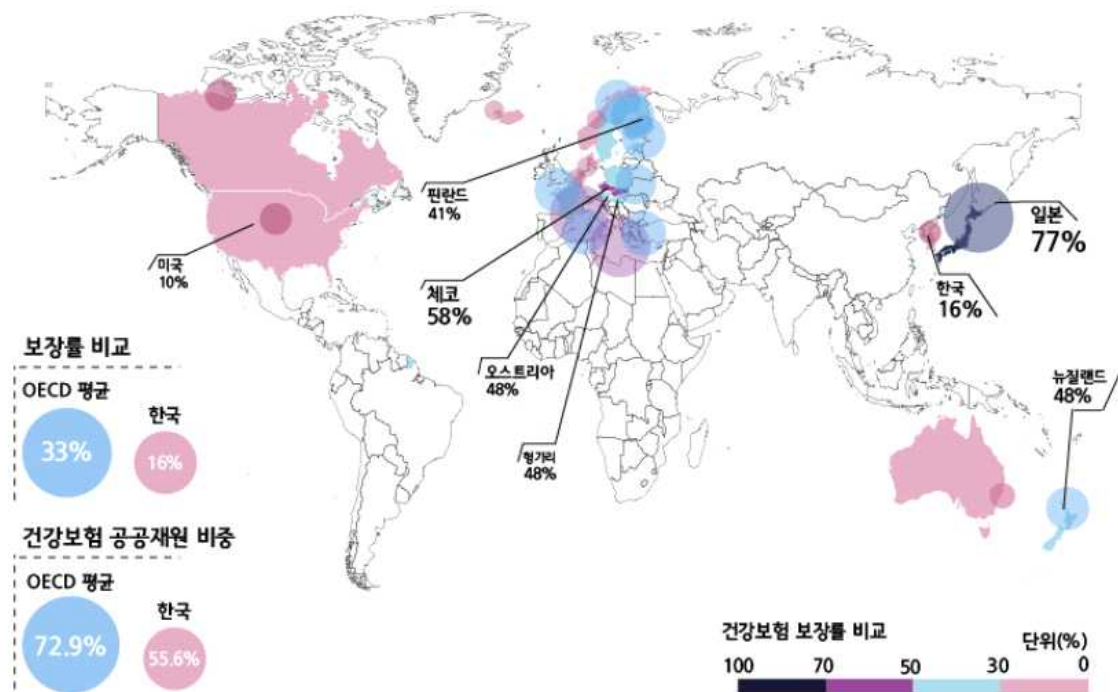 핀란드
41%
미국
10%
체코
58%
오스트리아
48%
헝가리
48%
일본
77%
한국
16%
뉴질랜드
48%
보장률 비교
OECD 평균
한국
33%
16%
건강보험 공공재원 비중
OECD 평균
한국
72.9%
55.6%
건강보험 보장률 비교
단위(%)
100 70 50 30 0